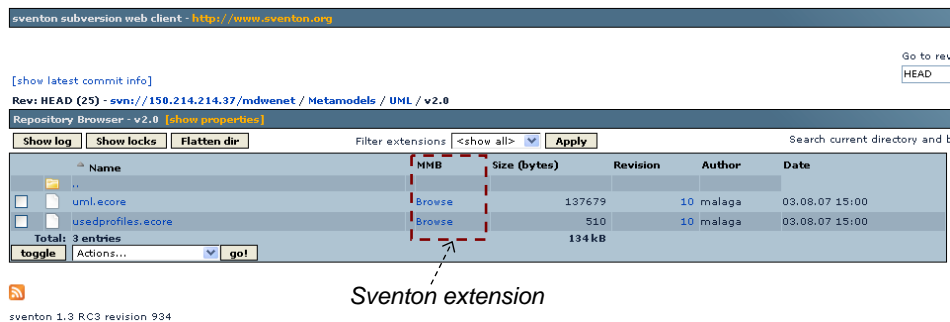 sventon subversion web client - http://www.sventon.org
Go to rev
[show latest commit info]
HEAD
Rev: HEAD (25) - svn://150.214.214.37/mdwenet / Metamodels / UML / v2.0
Repository Browser - v2.0 [show properties]
Show log Show locks Flatten dir Filter extensions <show all> Apply Search current directory and b
Name MMB Size (bytes) Revision Author Date
..
uml.ecore Browse 137679 10 malaga 03.08.07 15:00
usedprofiles.ecore Browse 510 10 malaga 03.08.07 15:00
Total: 3 entries 134 kB
toggle Actions... go!
Sventon extension
sventon 1.3 RC3 revision 934